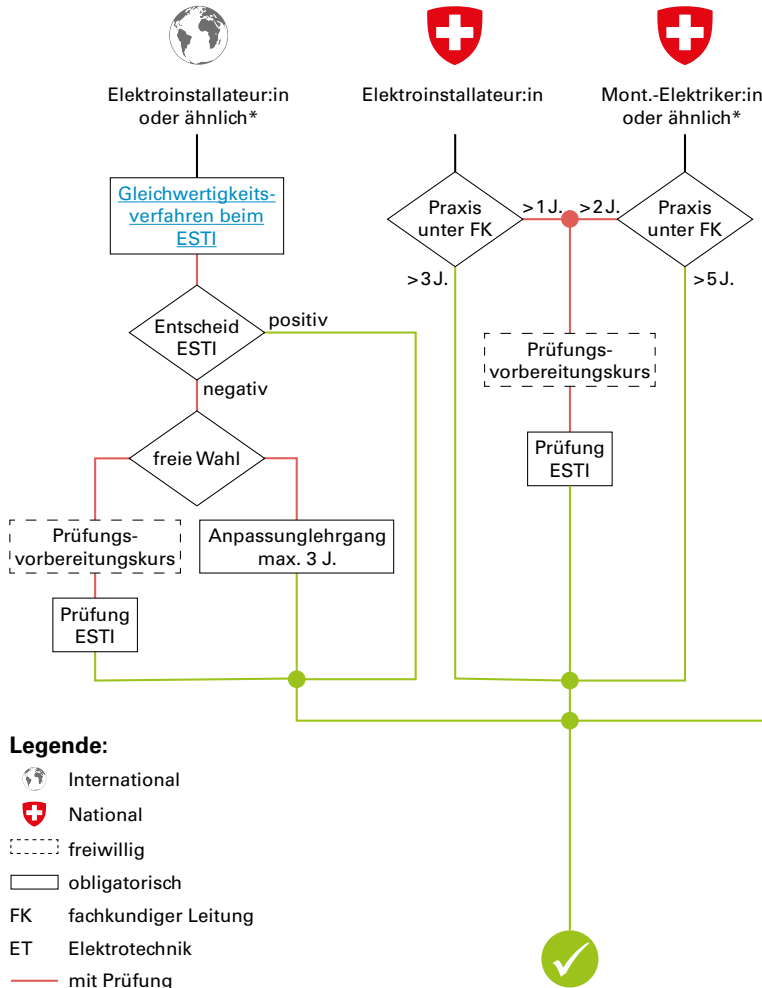 Elektroinstallateur:in
oder ähnlich*
Elektroinstallateur:in
Mont.-Elektriker:in
oder ähnlich*
Gleichwertigkeits-
verfahren beim
ESTI
Praxis
unter FK
>1 J.
>2 J.
Praxis
unter FK
>3 J.
>5 J.
Entscheid
ESTI
positiv
negativ
Prüfungs-
vorbereitungskurs
freie Wahl
Prüfung
ESTI
Prüfungs-
vorbereitungskurs
Anpassunglehrgang
max. 3 J.
Prüfung
ESTI
Legende:
International
National
freiwillig
obligatorisch
FK fachkundiger Leitung
ET Elektrotechnik
mit Prüfung